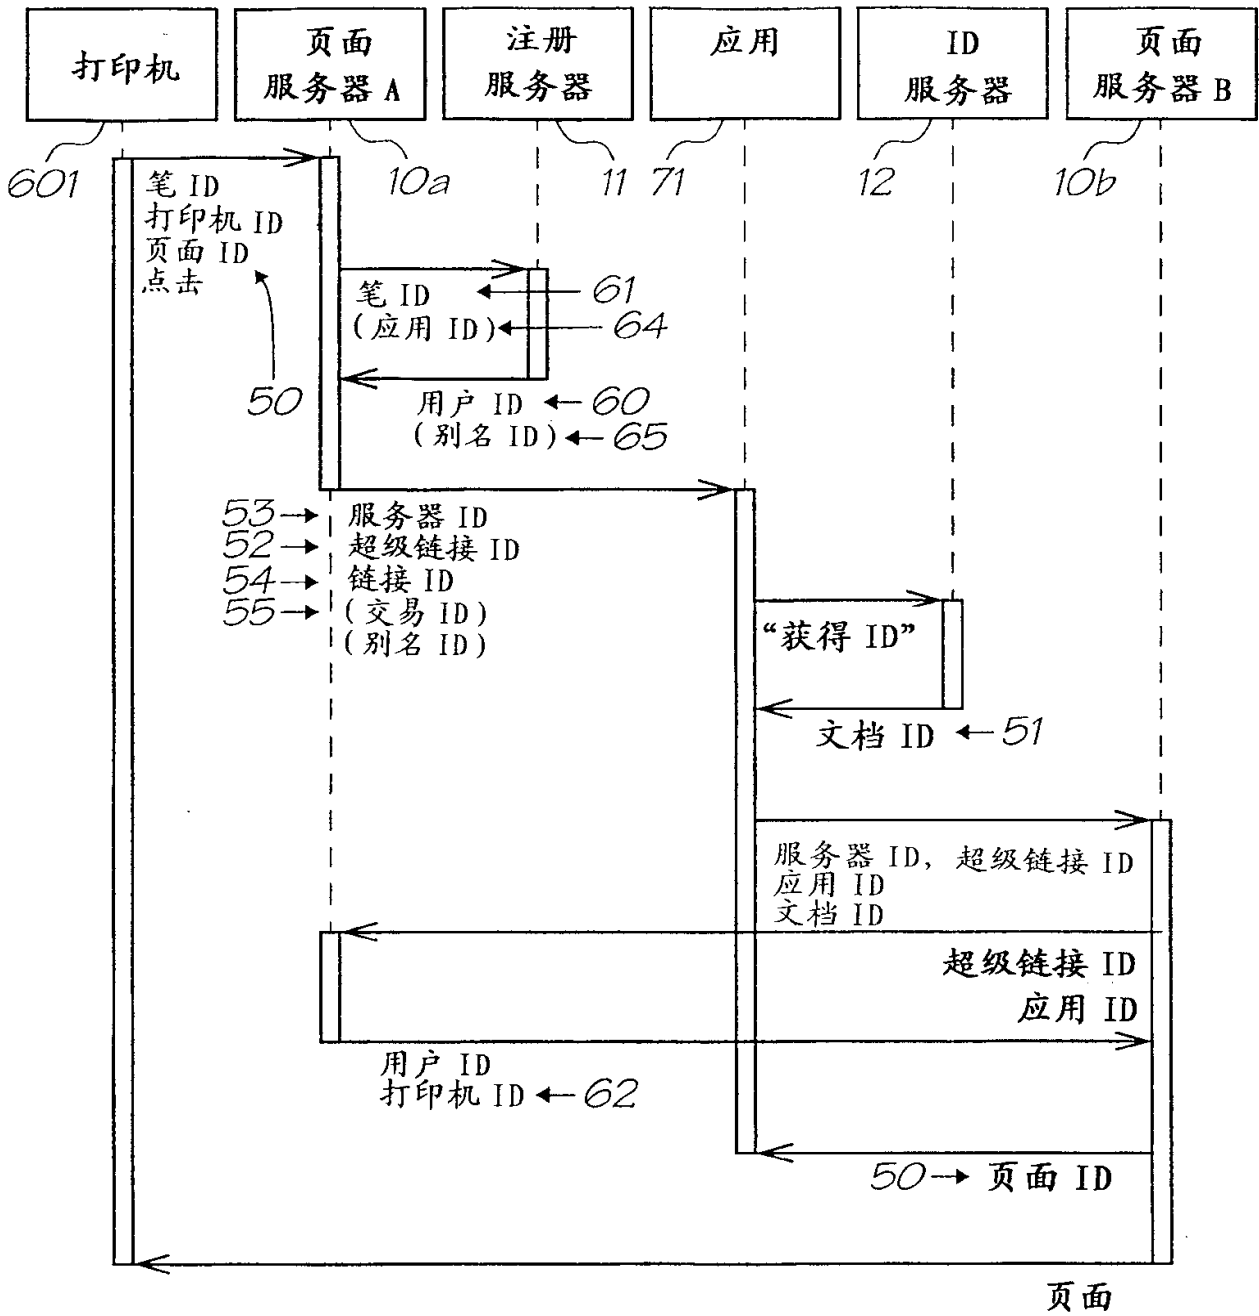 打印机
页面
服务器 A
注册
服务器
应用
ID
服务器
页面
服务器 B
601
10a
11
71
12
10b
笔 ID
打印机 ID
页面 ID
点击
50
笔 ID
61
(应用 ID)
64
用户 ID
60
(别名 ID)
65
53
服务器 ID
52
超级链接 ID
54
链接 ID
55
(交易 ID)
(别名 ID)
“获得 ID”
文档 ID
51
服务器 ID, 超级链接 ID
应用 ID
文档 ID
超级链接 ID
应用 ID
用户 ID
打印机 ID
62
50
页面 ID
页面